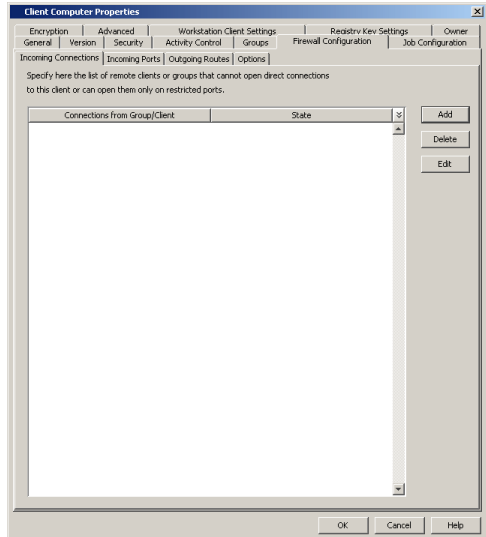 Client Computer Properties
Encryption Advanced Workstation Client Settings Registry Key Settings Owner
General Version Security Activity Control Groups Firewall Configuration Job Configuration
Incoming Connections Incoming Ports Outgoing Routes Options
Specify here the list of remote clients or groups that cannot open direct connections
to this client or can open them only on restricted ports.
Connections from Group/Client State
Add
Delete
Edit
OK Cancel Help